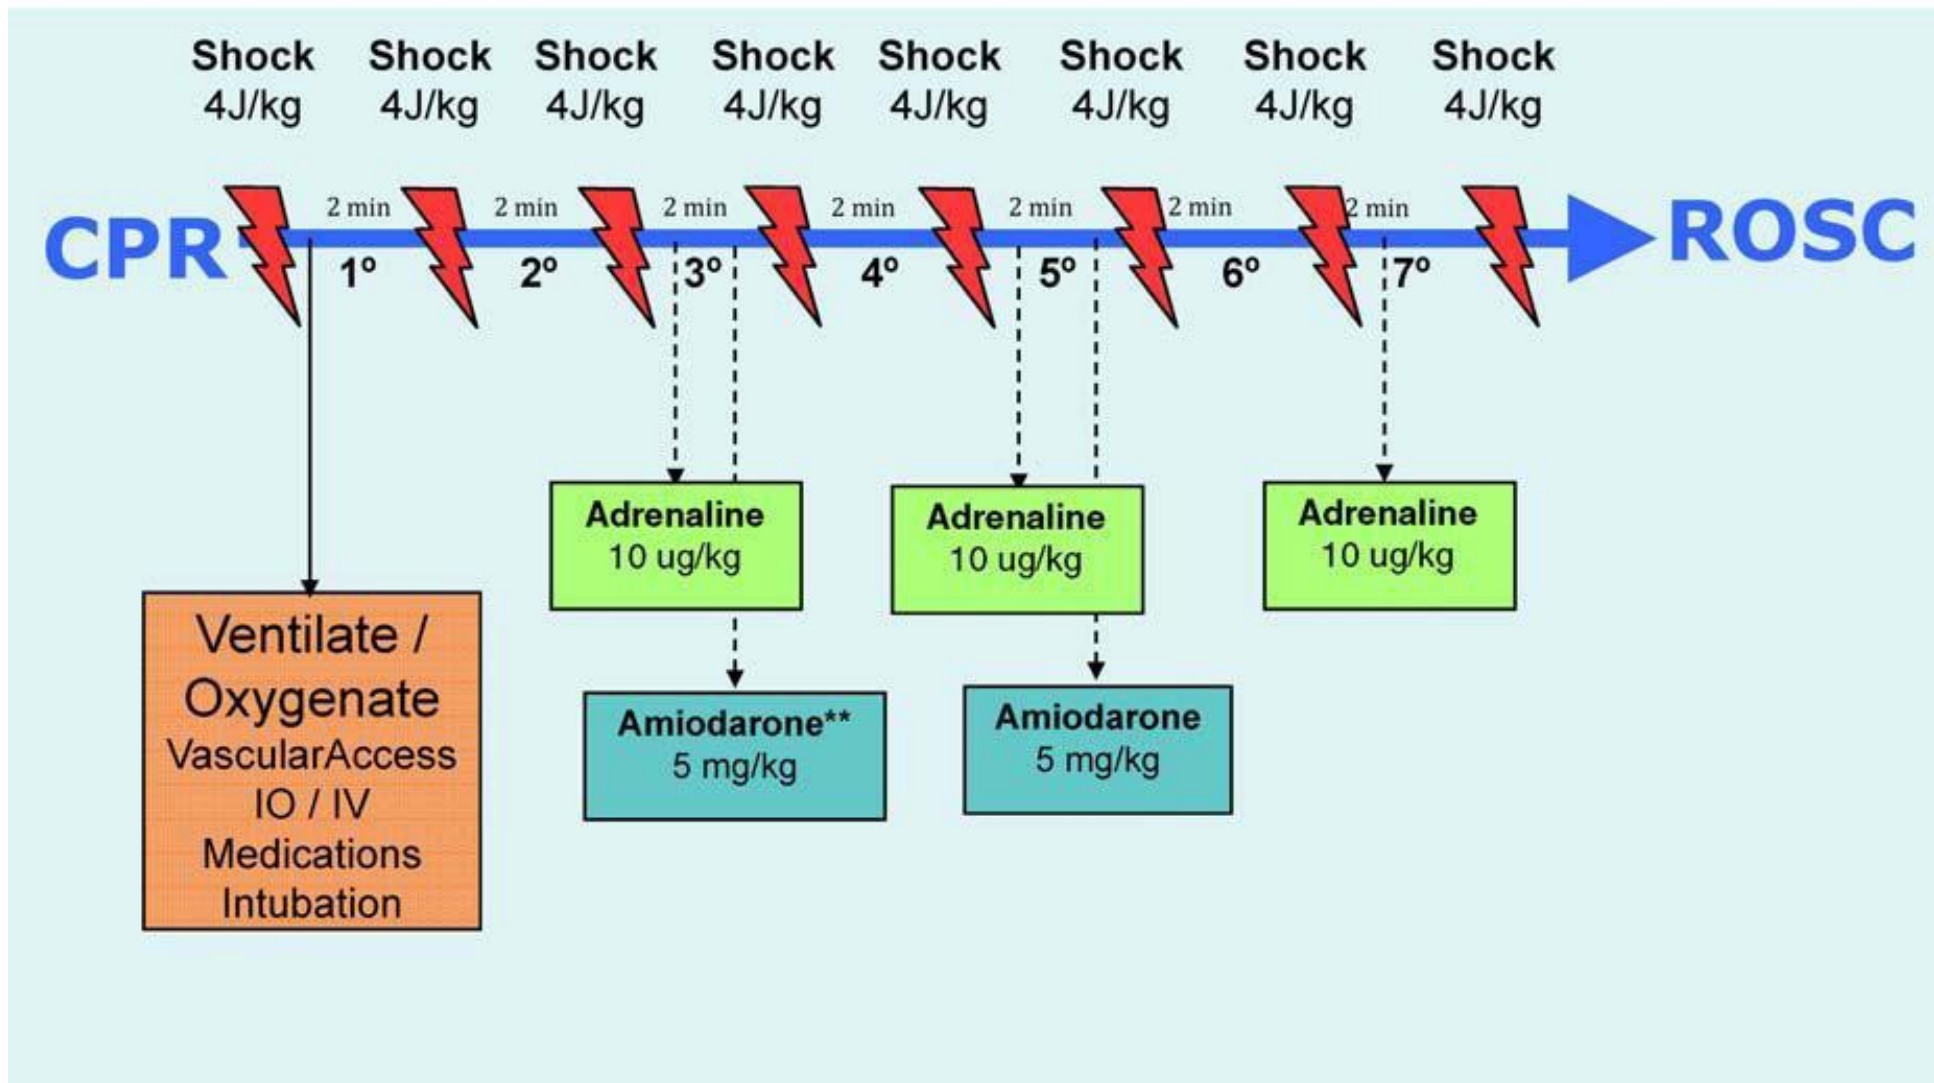 Shock Shock Shock Shock Shock Shock Shock Shock
4J/kg 4J/kg 4J/kg 4J/kg 4J/kg 4J/kg 4J/kg 4J/kg
2 min 2 min 2 min 2 min 2 min 2 min 2 min
CPR ROSC
1º 2º 3º 4º 5º 6º 7º
Adrenaline
10 ug/kg
Adrenaline
10 ug/kg
Adrenaline
10 ug/kg
Ventilate /
Oxygenate
VascularAccess
IO / IV
Medications
Intubation
Amiodarone**
5 mg/kg
Amiodarone
5 mg/kg